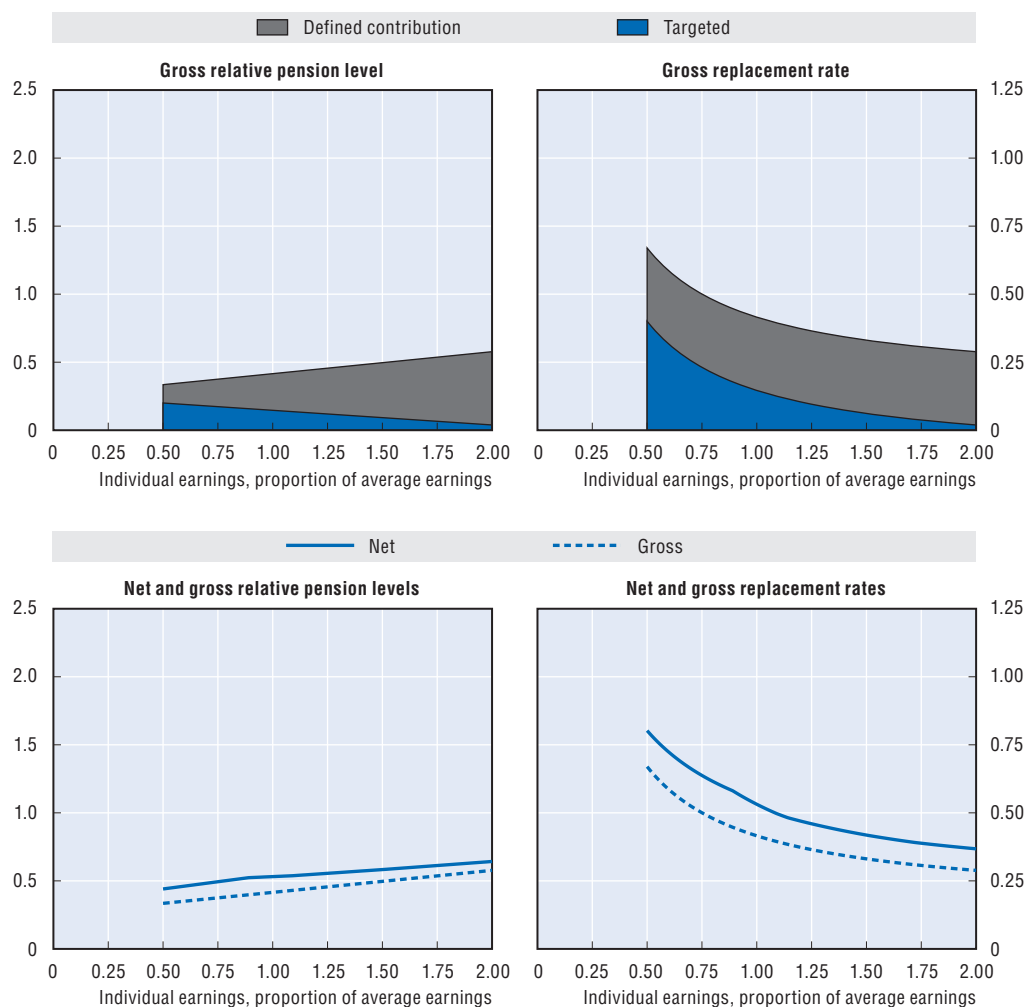 Defined contribution Targeted
Gross relative pension level Gross replacement rate
2.5 1.25
2.0 1.00
1.5 0.75
1.0 0.50
0.5 0.25
0 0
0 0.25 0.50 0.75 1.00 1.25 1.50 1.75 2.00 0 0.25 0.50 0.75 1.00 1.25 1.50 1.75 2.00
Individual earnings, proportion of average earnings Individual earnings, proportion of average earnings
Net Gross
Net and gross relative pension levels Net and gross replacement rates
2.5 1.25
2.0 1.00
1.5 0.75
1.0 0.50
0.5 0.25
0 0
0 0.25 0.50 0.75 1.00 1.25 1.50 1.75 2.00 0 0.25 0.50 0.75 1.00 1.25 1.50 1.75 2.00
Individual earnings, proportion of average earnings Individual earnings, proportion of average earnings